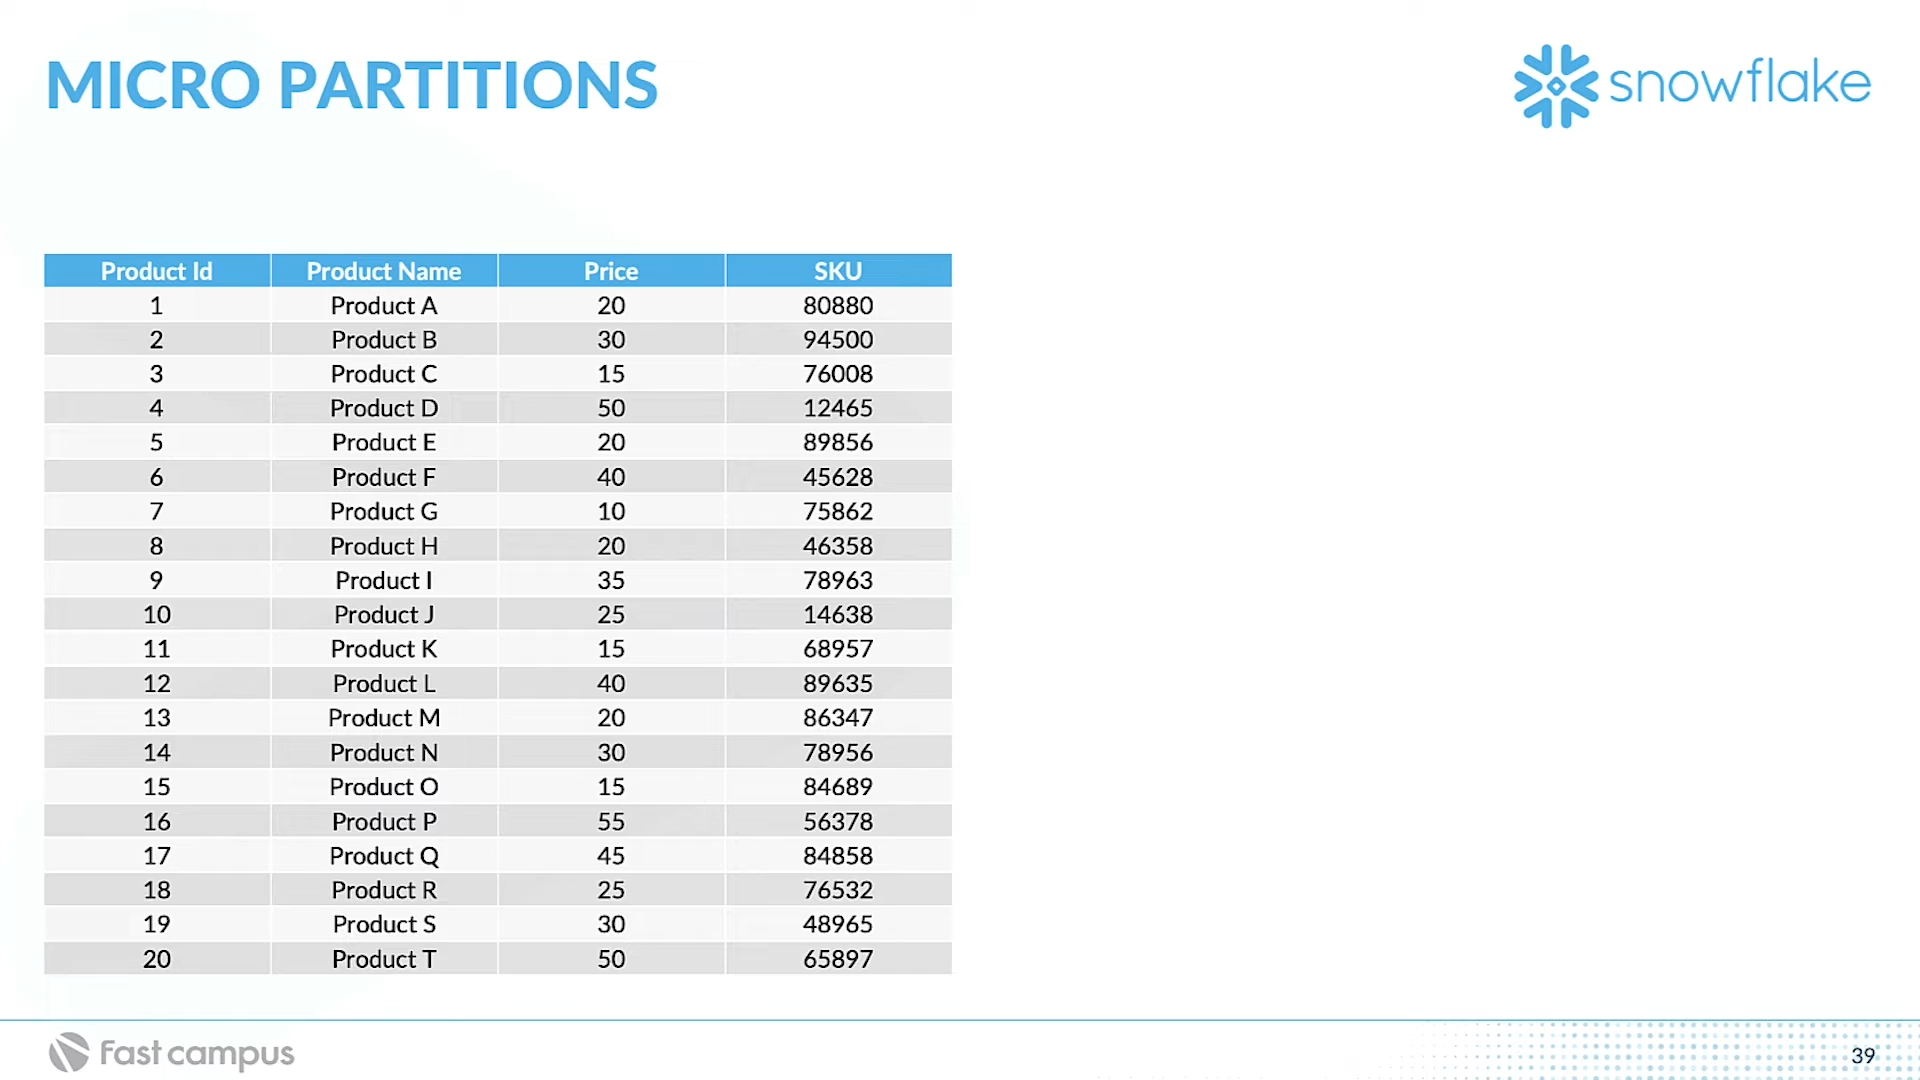 MICRO PARTITIONS
snowflake
Product Id Product Name Price SKU
1 Product A 20 80880
2 Product B 30 94500
3 Product C 15 76008
4 Product D 50 12465
5 Product E 20 89856
6 Product F 40 45628
7 Product G 10 75862
8 Product H 20 46358
9 Product I 35 78963
10 Product J 25 14638
11 Product K 15 68957
12 Product L 40 89635
13 Product M 20 86347
14 Product N 30 78956
15 Product O 15 84689
16 Product P 55 56378
17 Product Q 45 84858
18 Product R 25 76532
19 Product S 30 48965
20 Product T 50 65897
Fast campus
39